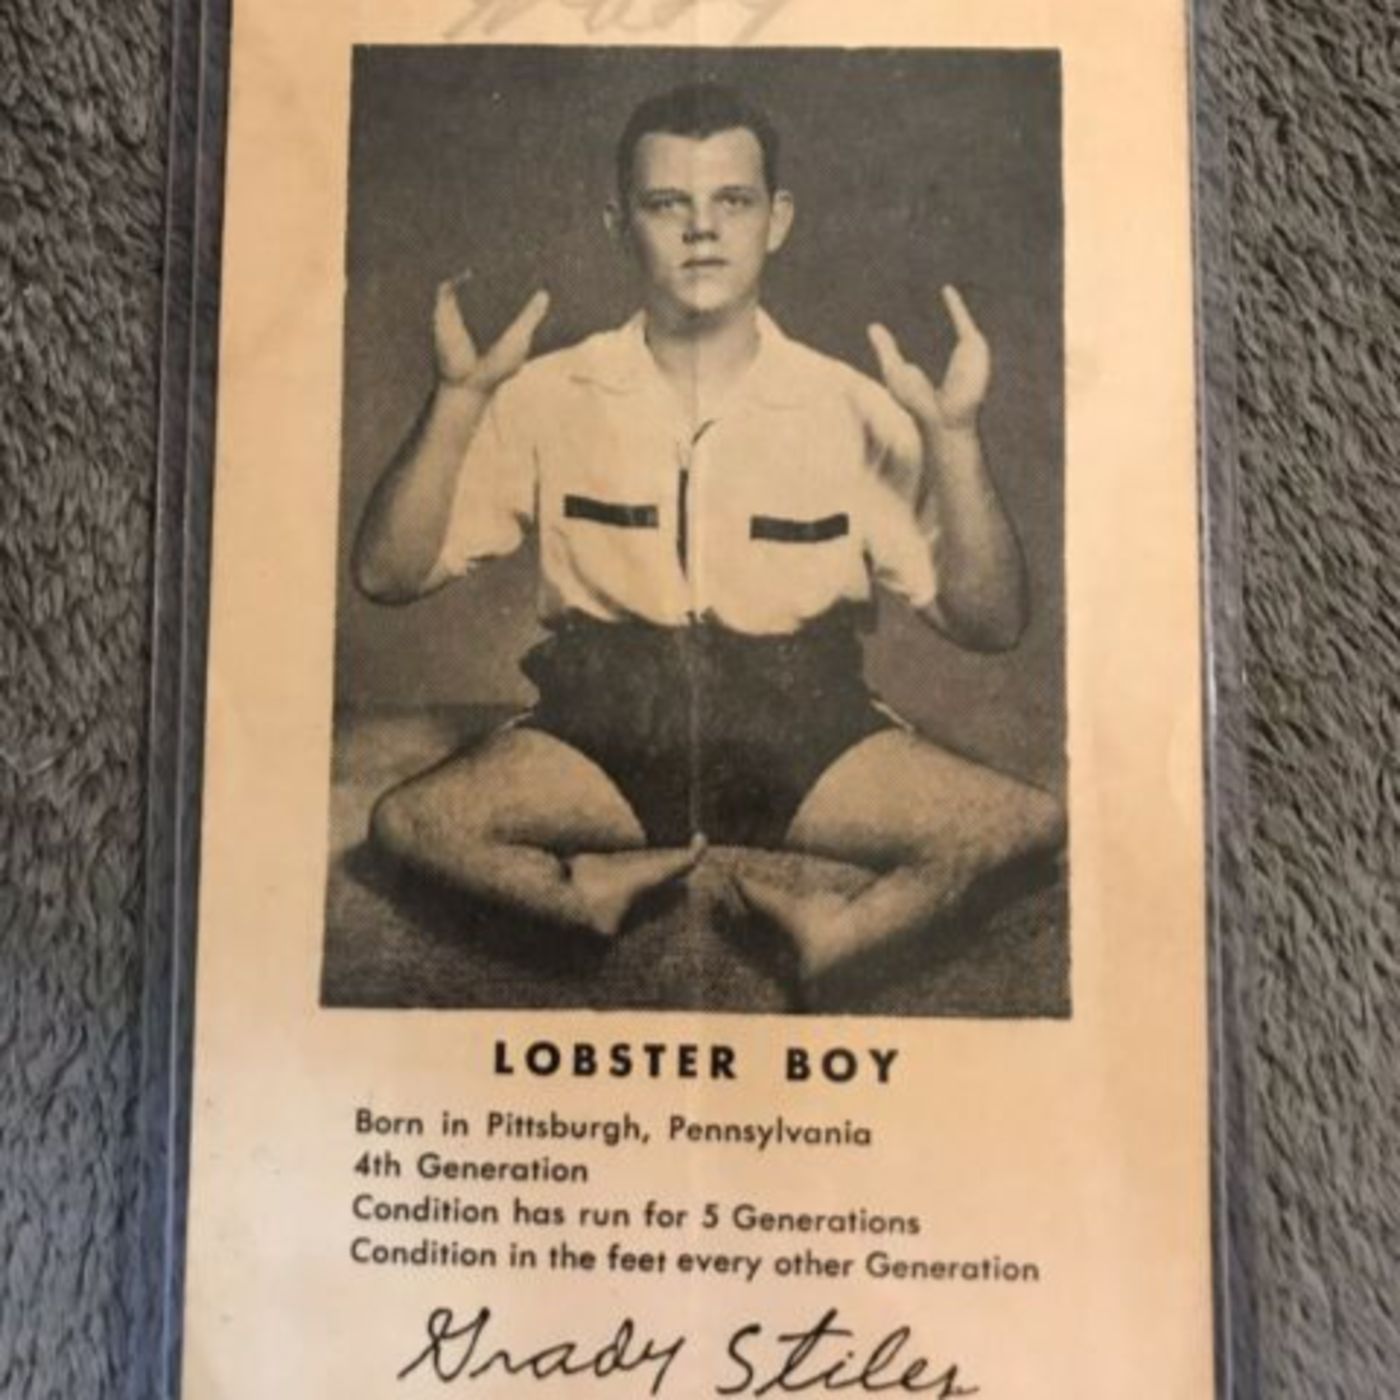 LOBSTER BOY
Born in Pittsburgh, Pennsylvania
4th Generation
Condition has run for 5 Generations
Condition in the feet every other Generation
Grady Stiles